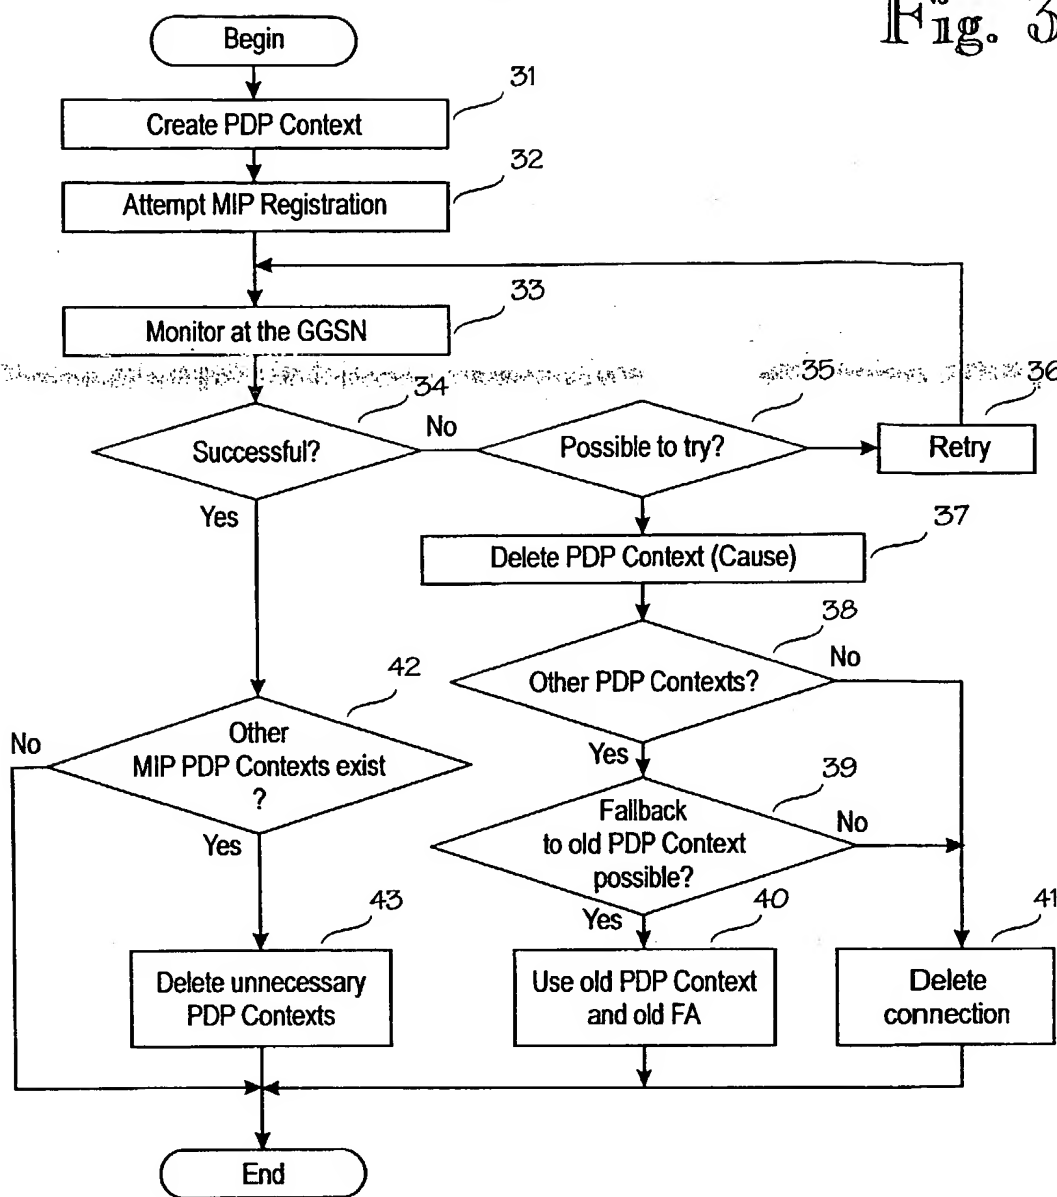 Fig. 3
Begin
31
Create PDP Context
32
Attempt MIP Registration
33
Monitor at the GGSN
34
Successful?
No
Yes
35
Possible to try?
36
Retry
37
Delete PDP Context (Cause)
38
Other PDP Contexts?
No
Yes
42
Other
MIP PDP Contexts exist
?
No
Yes
39
Fallback
to old PDP Context
possible?
No
Yes
43
Delete unnecessary
PDP Contexts
40
Use old PDP Context
and old FA
41
Delete
connection
End